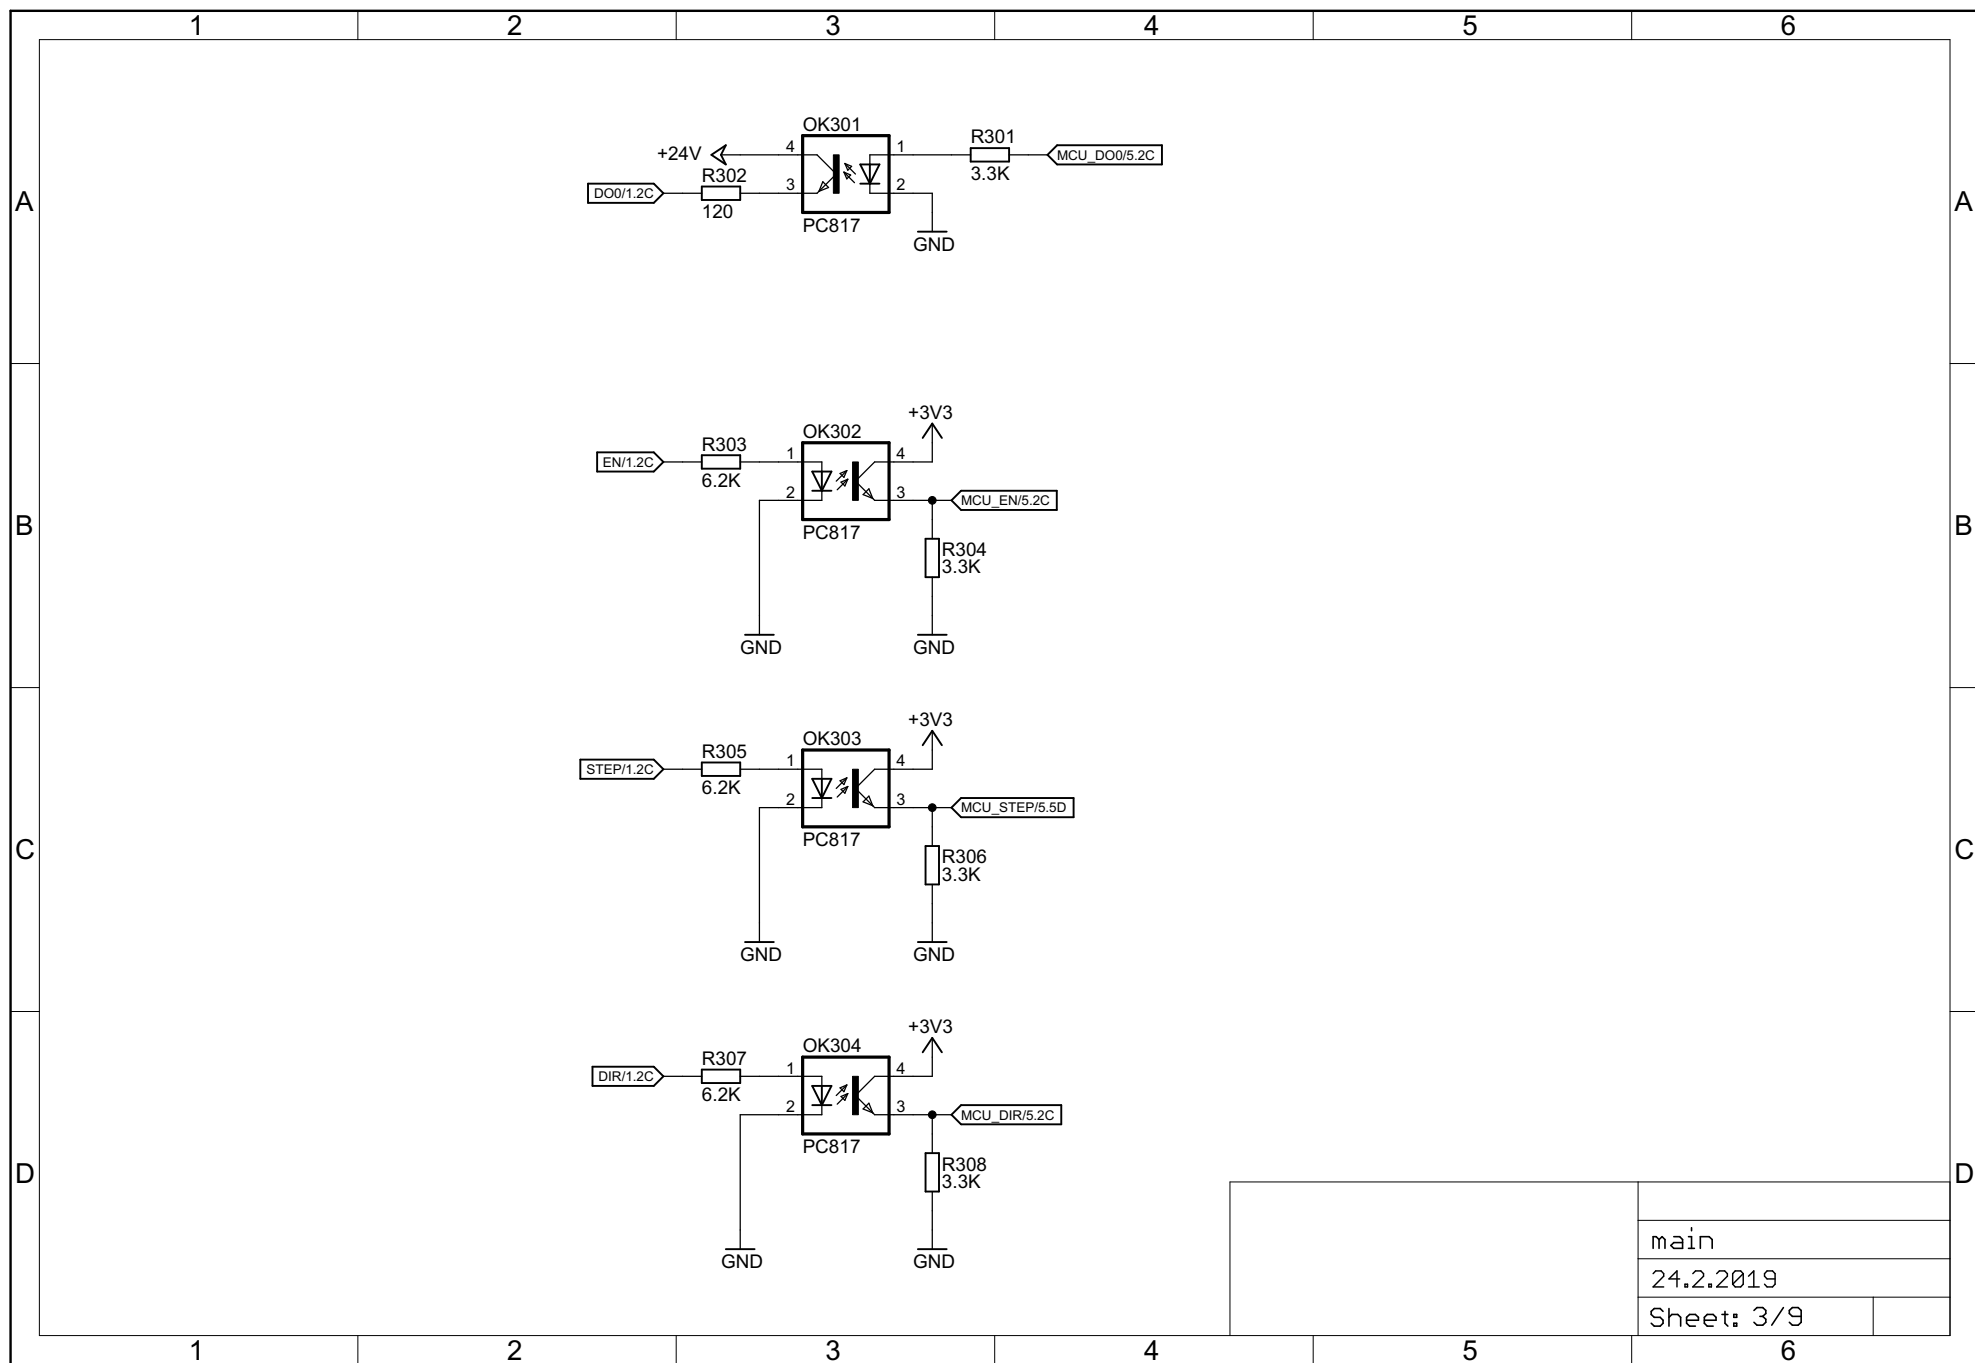 1 2 3 4 5 6
A A
OK301
+24V 4 1 R301 MCU_DO0/5.2C
3.3K
DO0/1.2C R302 3 2
120
PC817
GND
B B
+3V3
OK302
EN/1.2C R303 1 4
6.2K
2 3 MCU_EN/5.2C
PC817
R304
3.3K
GND GND
C C
+3V3
OK303
STEP/1.2C R305 1 4
6.2K
2 3 MCU_STEP/5.5D
PC817
R306
3.3K
GND GND
D D
+3V3
OK304
DIR/1.2C R307 1 4
6.2K
2 3 MCU_DIR/5.2C
PC817
R308
3.3K
GND GND
main
24.2.2019
Sheet: 3/9
1 2 3 4 5 6